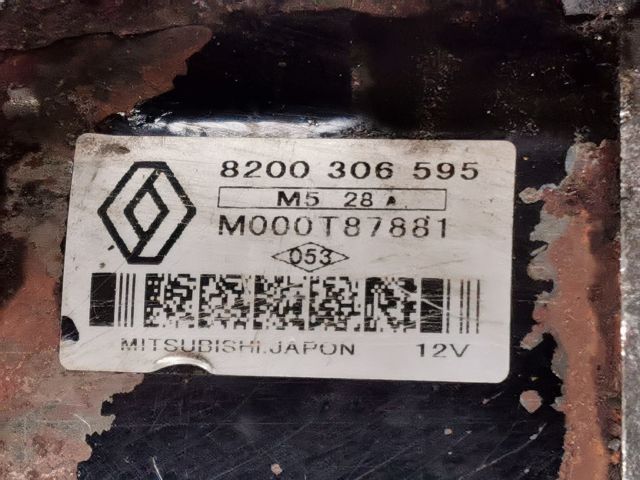 8200 306 595
M5 28 A
M000T87881
053
MITSUBISHI.JAPON 12V